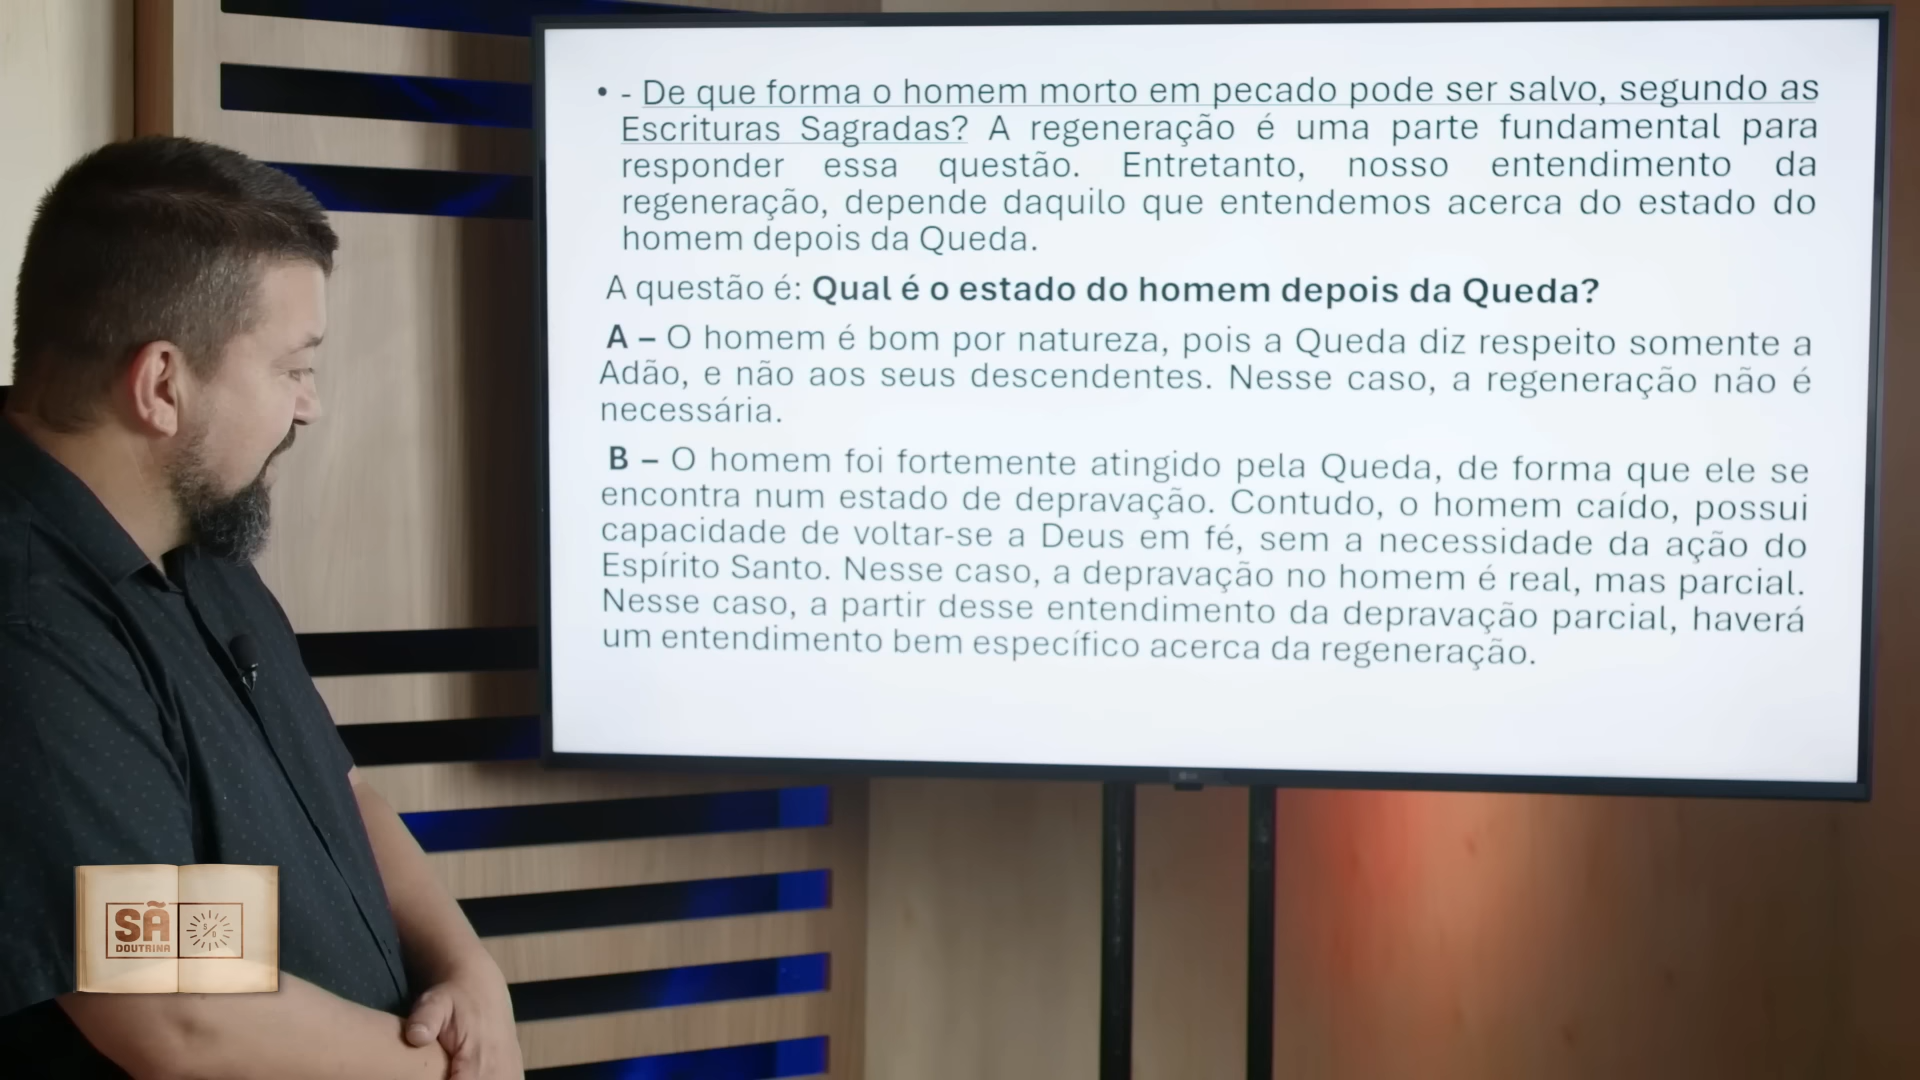 • - De que forma o homem morto em pecado pode ser salvo, segundo as
Escrituras Sagradas? A regeneração é uma parte fundamental para
responder essa questão. Entretanto, nosso entendimento da
regeneração, depende daquilo que entendemos acerca do estado do
homem depois da Queda.
A questão é: Qual é o estado do homem depois da Queda?
A – O homem é bom por natureza, pois a Queda diz respeito somente a
Adão, e não aos seus descendentes. Nesse caso, a regeneração não é
necessária.
B – O homem foi fortemente atingido pela Queda, de forma que ele se
encontra num estado de depravação. Contudo, o homem caído, possui
capacidade de voltar-se a Deus em fé, sem a necessidade da ação do
Espírito Santo. Nesse caso, a depravação no homem é real, mas parcial.
Nesse caso, a partir desse entendimento da depravação parcial, haverá
um entendimento bem específico acerca da regeneração.
SÃ
DOUTRINA